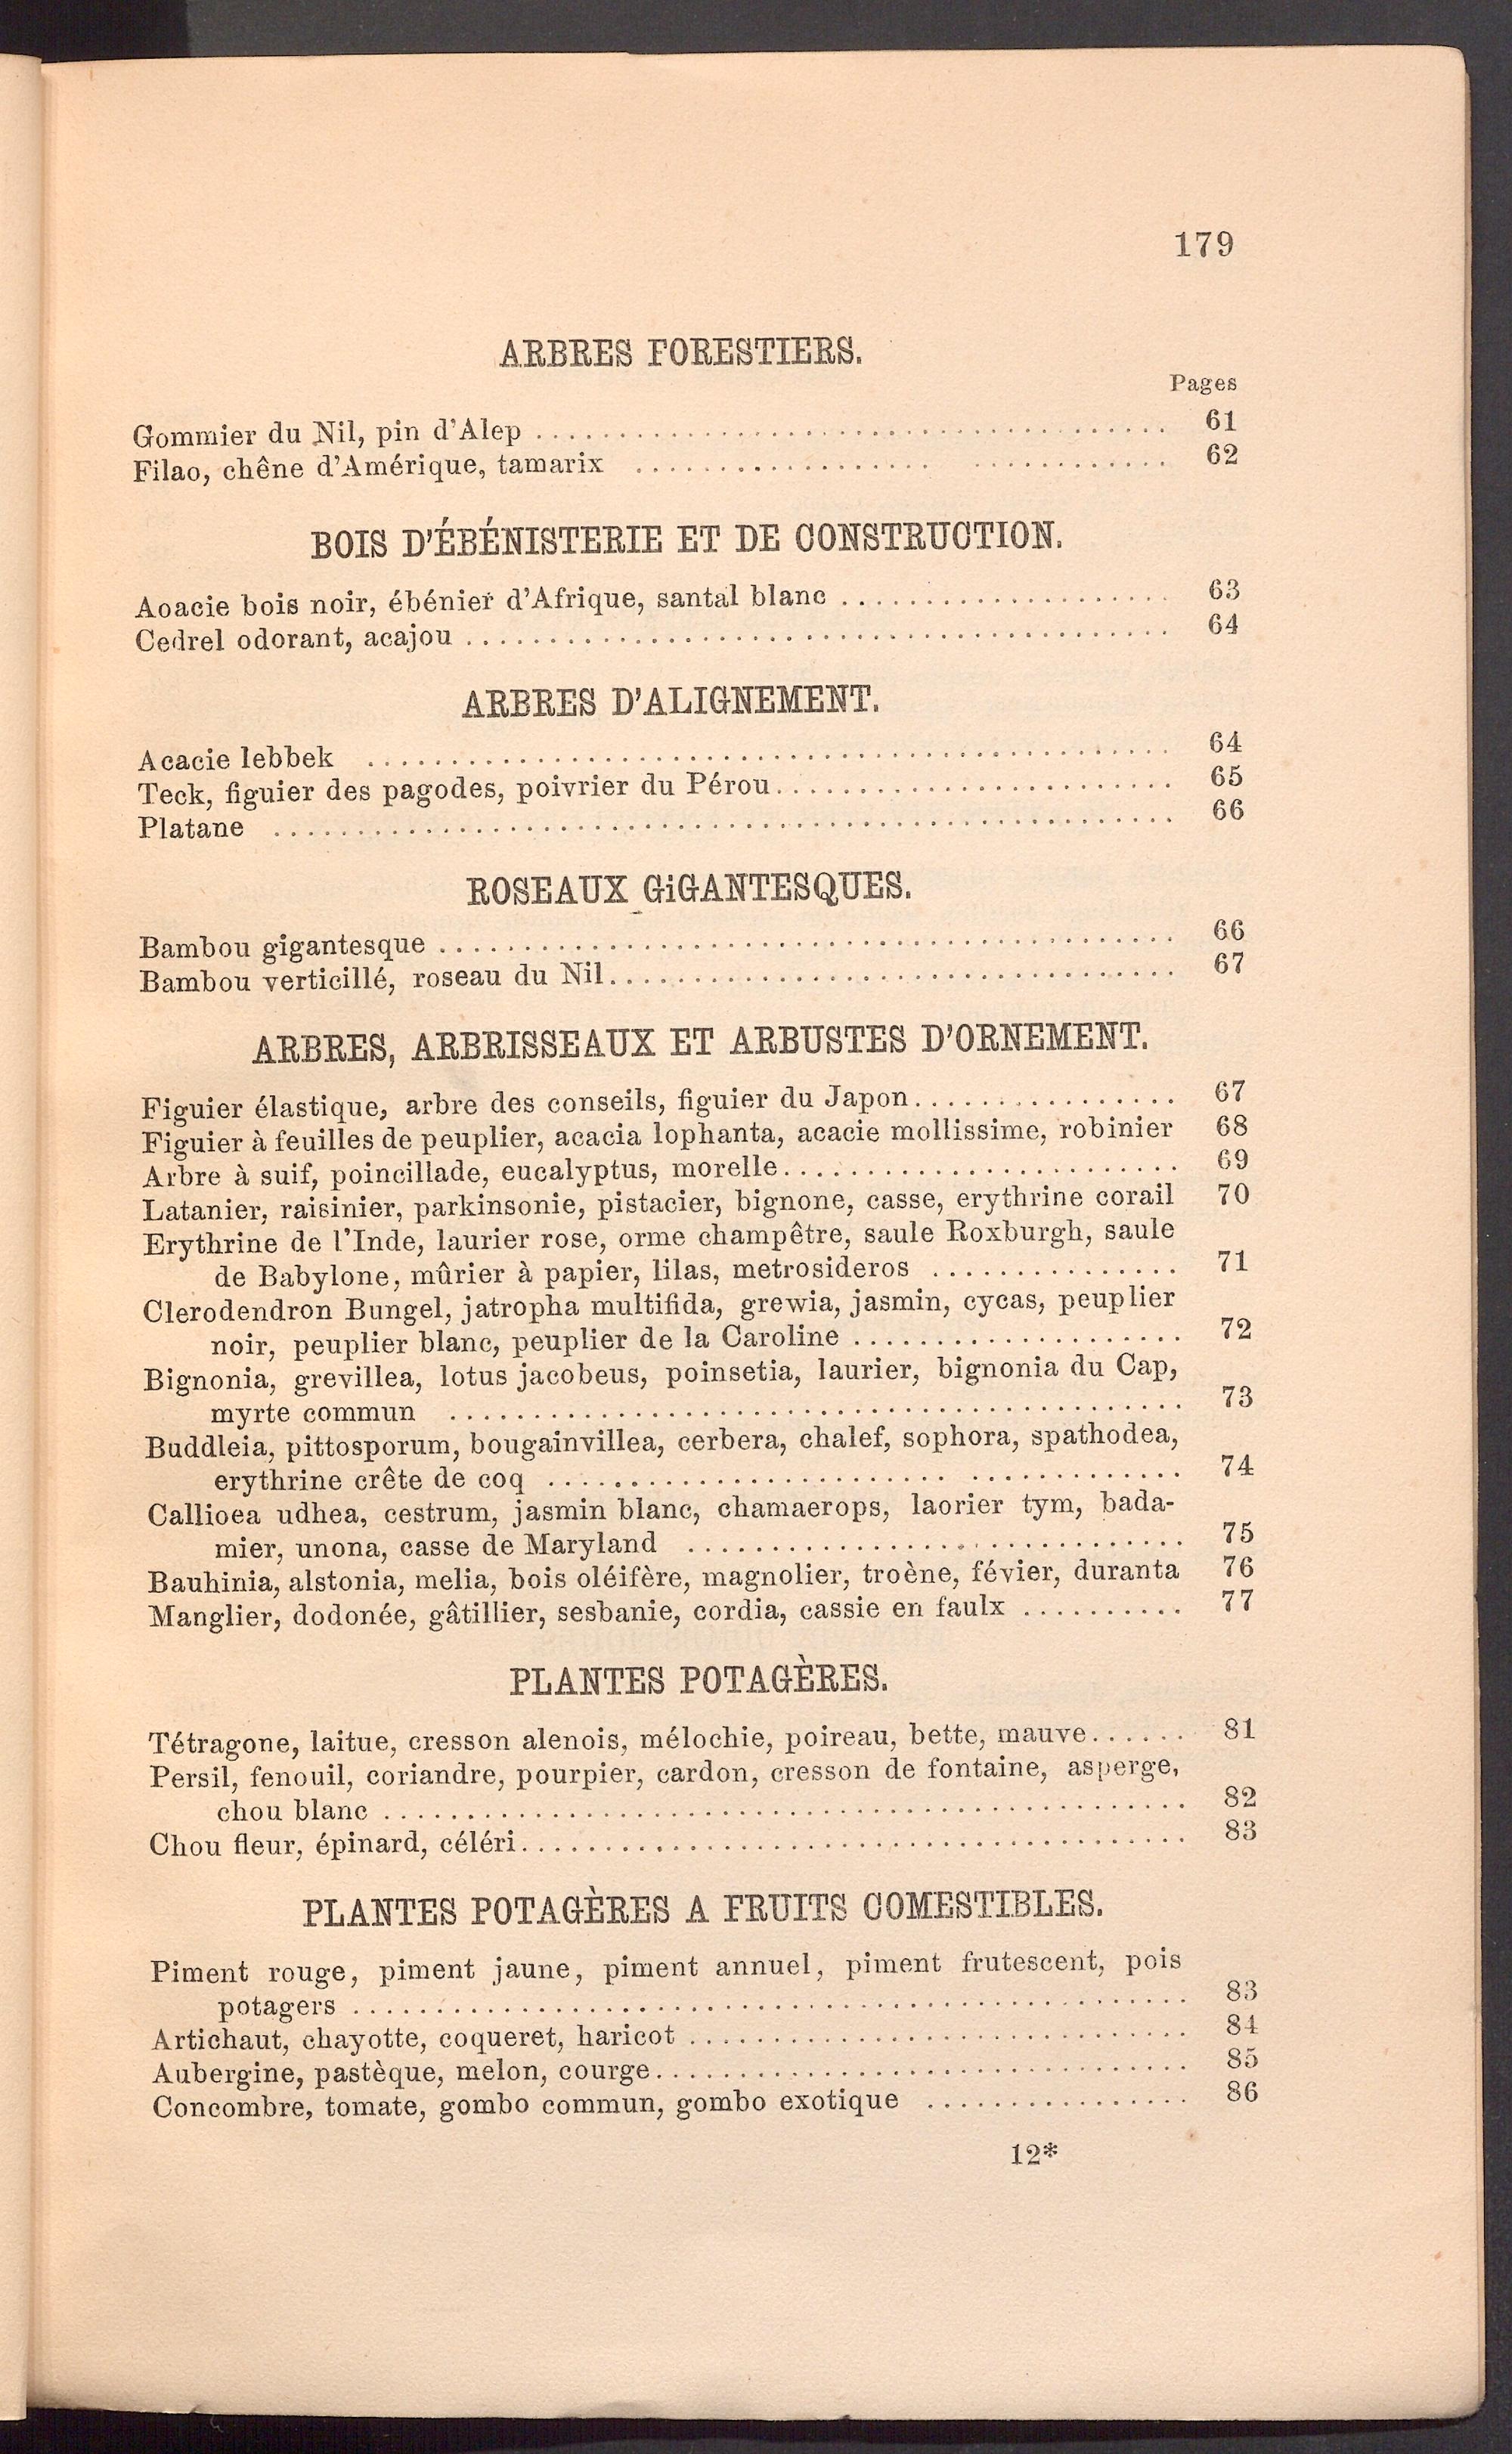 179
ARBRES FORESTIERS.
Pages
Gommier du Nil, pin d'Alep ........................................ 61
Filao, chêne d'Amérique, tamarix .................. ............ 62
BOIS D'ÉBÉNISTERIE ET DE CONSTRUCTION.
Aoacie bois noir, ébénier d'Afrique, santal blanc .................... 63
Cedrel odorant, acajou .......................................... 64
ARBRES D'ALIGNEMENT.
Acacie lebbek ................................................ 64
Teck, figuier des pagodes, poivrier du Pérou........................ 65
Platane ...................................................... 66
ROSEAUX GiGANTESQUES.
Bambou gigantesque ............................................ 66
Bambou verticillé, roseau du Nil.................................. 67
ARBRES, ARBRISSEAUX ET ARBUSTES D'ORNEMENT.
Figuier élastique, arbre des conseils, figuier du Japon................ 67
Figuier à feuilles de peuplier, acacia lophanta, acacie mollissime, robinier 68
Arbre à suif, poincillade, eucalyptus, morelle........................ 69
Latanier, raisinier, parkinsonie, pistacier, bignone, casse, erythrine corail 70
Erythrine de l'Inde, laurier rose, orme champêtre, saule Roxburgh, saule
de Babylone, mûrier à papier, lilas, metrosideros ............... 71
Clerodendron Bungel, jatropha multifida, grewia, jasmin, cycas, peuplier
noir, peuplier blanc, peuplier de la Caroline .................... 72
Bignonia, grevillea, lotus jacobeus, poinsetia, laurier, bignonia du Cap,
myrte commun ............................................ 73
Buddleia, pittosporum, bougainvillea, cerbera, chalef, sophora, spathodea,
erythrine crête de coq ........................ ............. 74
Callioea udhea, cestrum, jasmin blanc, chamaerops, laorier tym, bada-
mier, unona, casse de Maryland .............................. 75
Bauhinia, alstonia, melia, bois oléifère, magnolier, troène, févier, duranta 76
Manglier, dodonée, gâtillier, sesbanie, cordia, cassie en faulx .......... 77
PLANTES POTAGÈRES.
Tétragone, laitue, cresson alenois, mélochie, poireau, bette, mauve...... 81
Persil, fenouil, coriandre, pourpier, cardon, cresson de fontaine, asperge,
chou blanc ................................................ 82
Chou fleur, épinard, céléri........................................ 83
PLANTES POTAGÈRES A FRUITS COMESTIBLES.
Piment rouge, piment jaune, piment annuel, piment frutescent, pois
potagers .................................................. 83
Artichaut, chayotte, coqueret, haricot .............................. 84
Aubergine, pastèque, melon, courge................................ 85
Concombre, tomate, gombo commun, gombo exotique ................ 86
12*